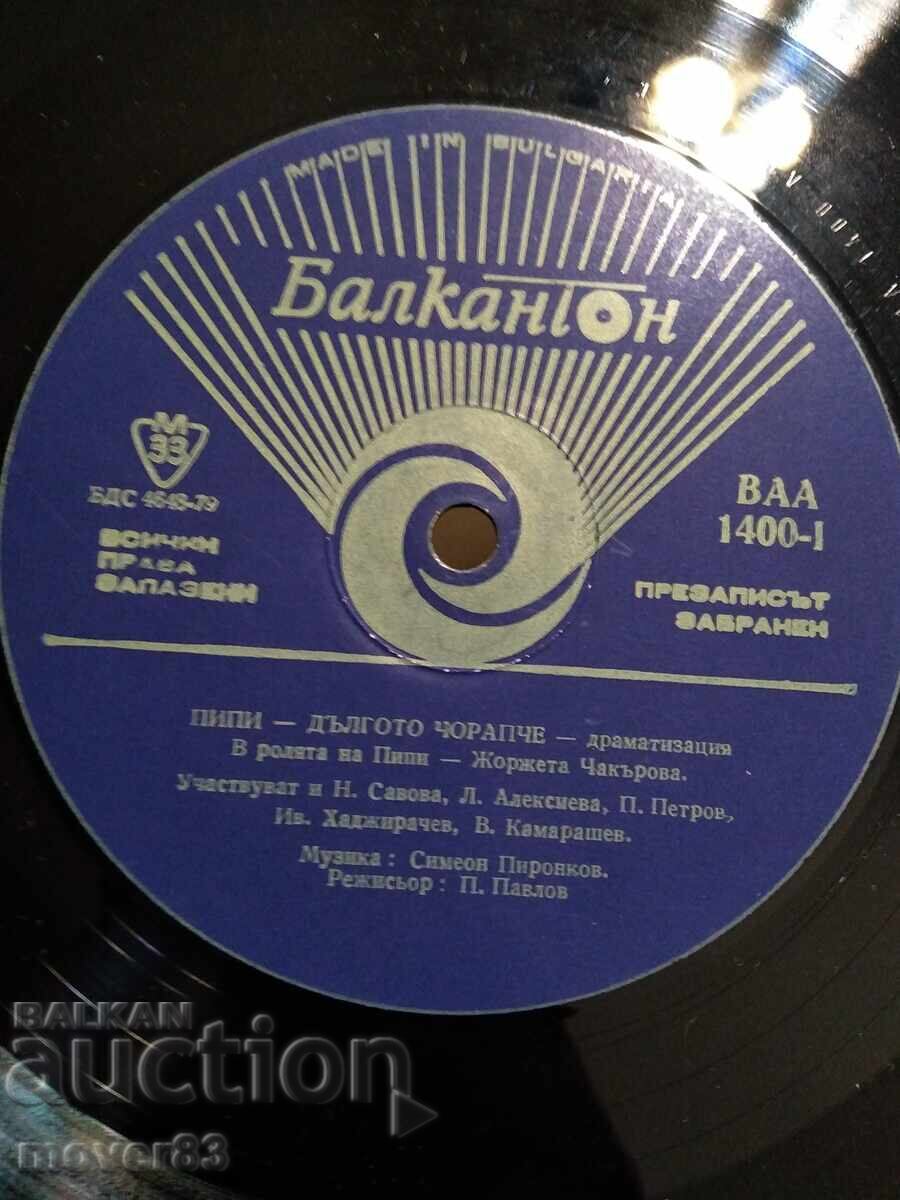 MADE IN BULGARIA
Балкантон
М
33
БДС 4648-79
ВСИЧКИ
ПРАВА
ЗАПАЗЕНИ
ВАА
1400-I
ПРЕЗАПИСЪТ
ЗАБРАНЕН
ПИПИ — ДЪЛГОТО ЧОРАПЧЕ — драматизация
В ролята на Пипи — Жоржета Чакърова.
Участвуват и Н. Савова, Л. Алексиева, П. Петров,
Ив. Хаджирачев, В. Камарашев.
Музика : Симеон Пиронков.
Режисьор : П. Павлов
BALKAN
auction
mover83